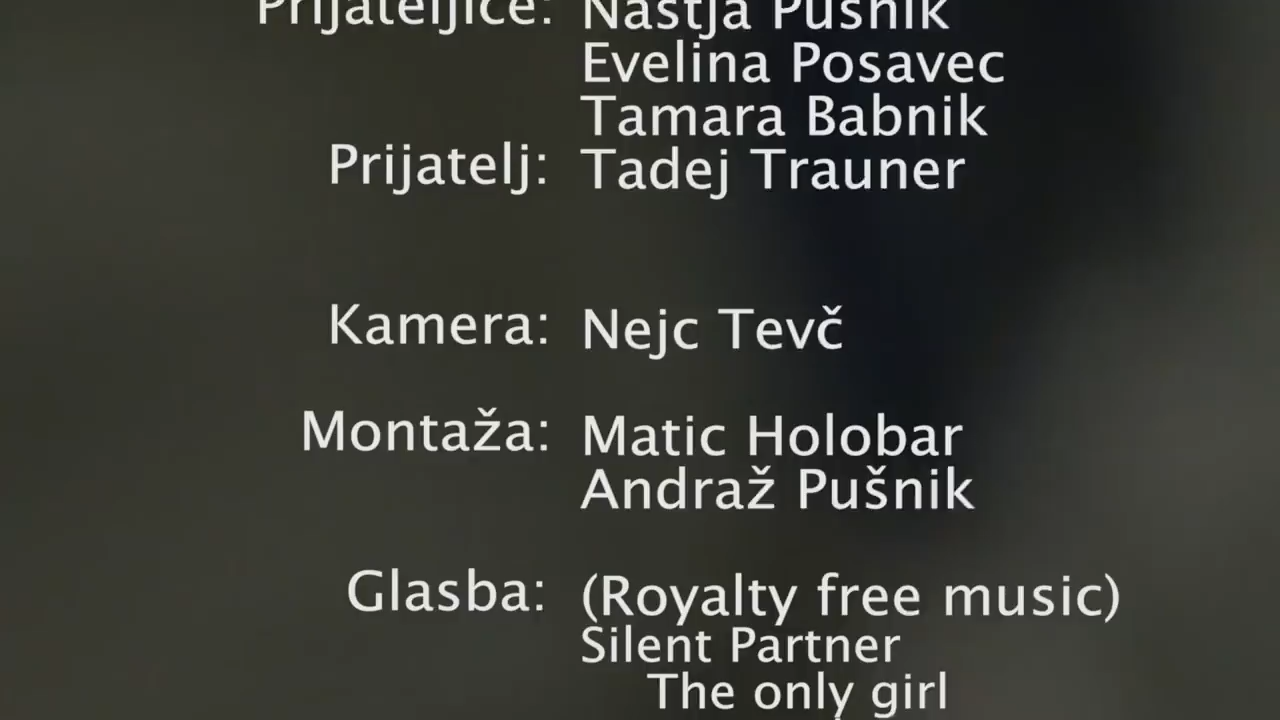 Prijateljice: Nastja Pušnik
Evelina Posavec
Tamara Babnik
Prijatelj: Tadej Trauner
Kamera: Nejc Tevč
Montaža: Matic Holobar
Andraž Pušnik
Glasba: (Royalty free music)
Silent Partner
The only girl